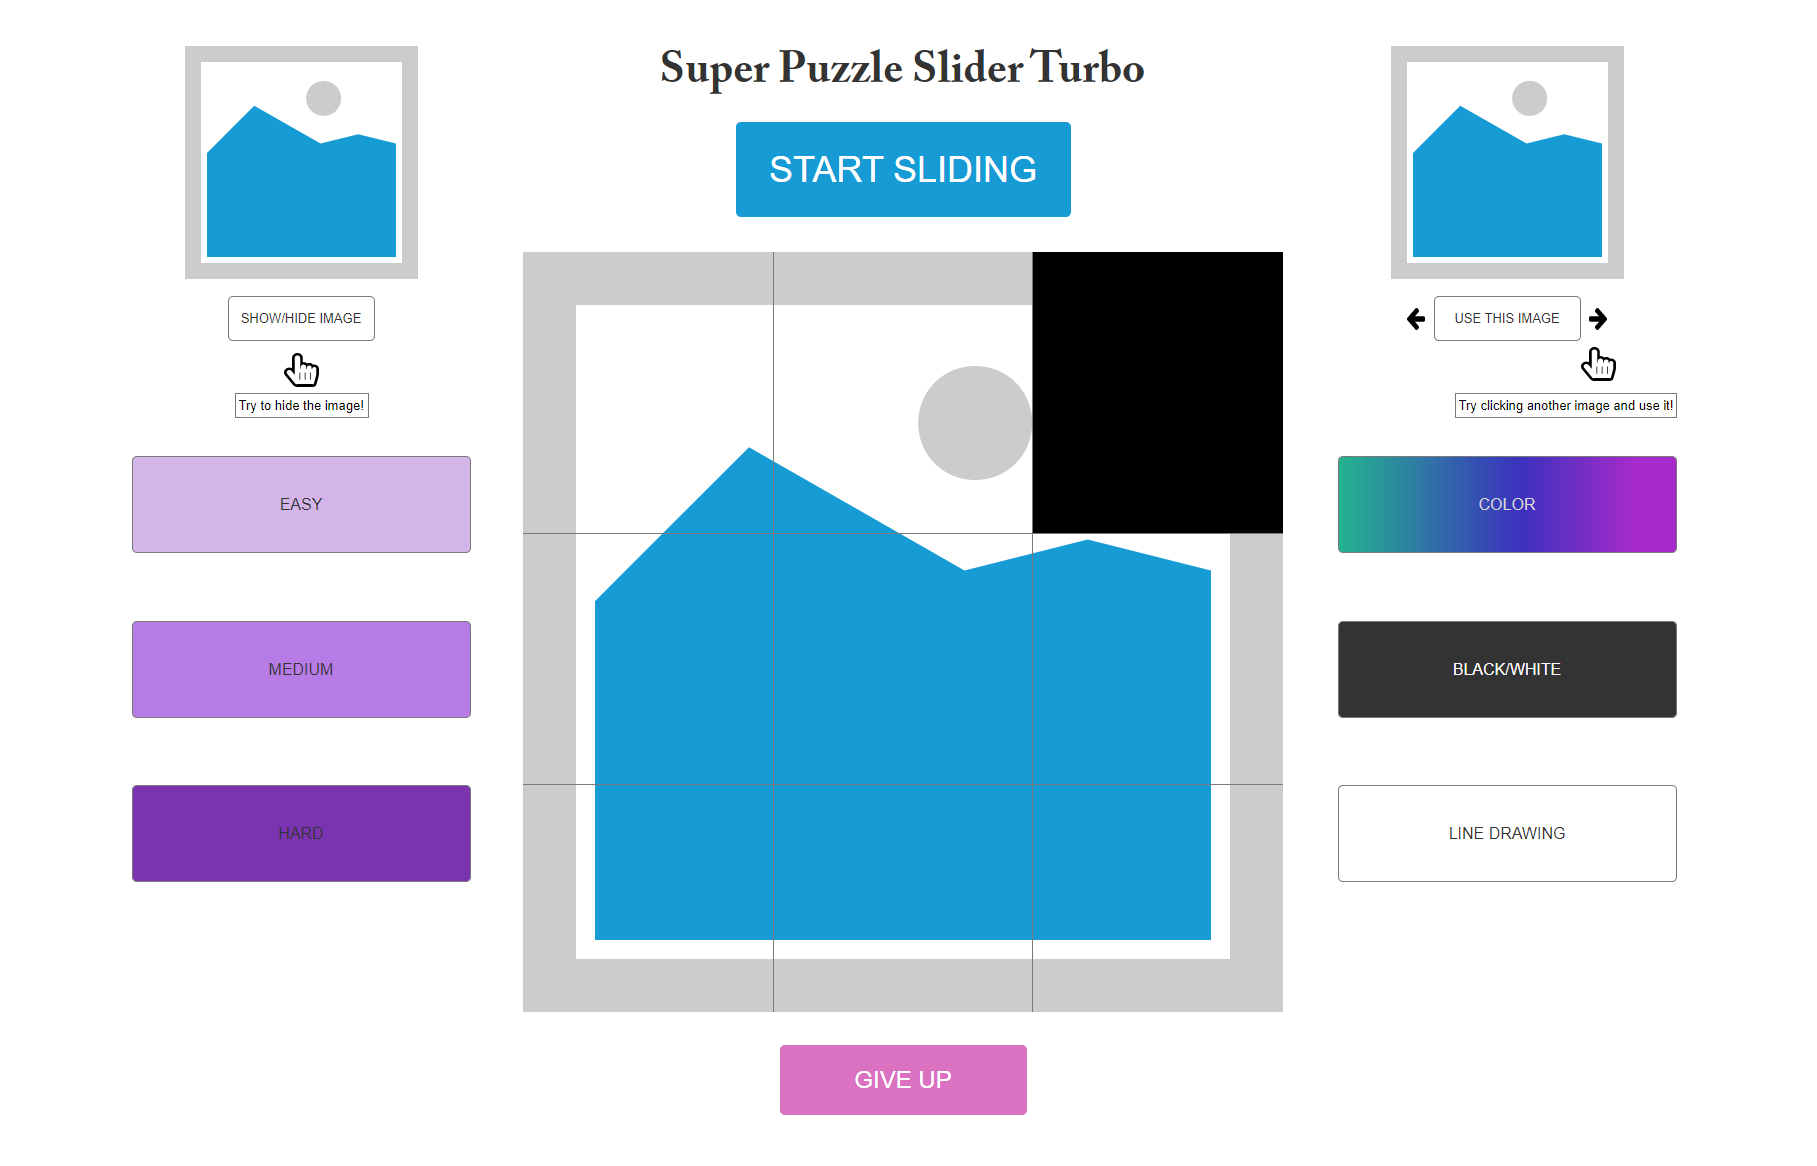 Super Puzzle Slider Turbo
START SLIDING
SHOW/HIDE IMAGE
Try to hide the image!
EASY
MEDIUM
HARD
USE THIS IMAGE
Try clicking another image and use it!
COLOR
BLACK/WHITE
LINE DRAWING
GIVE UP